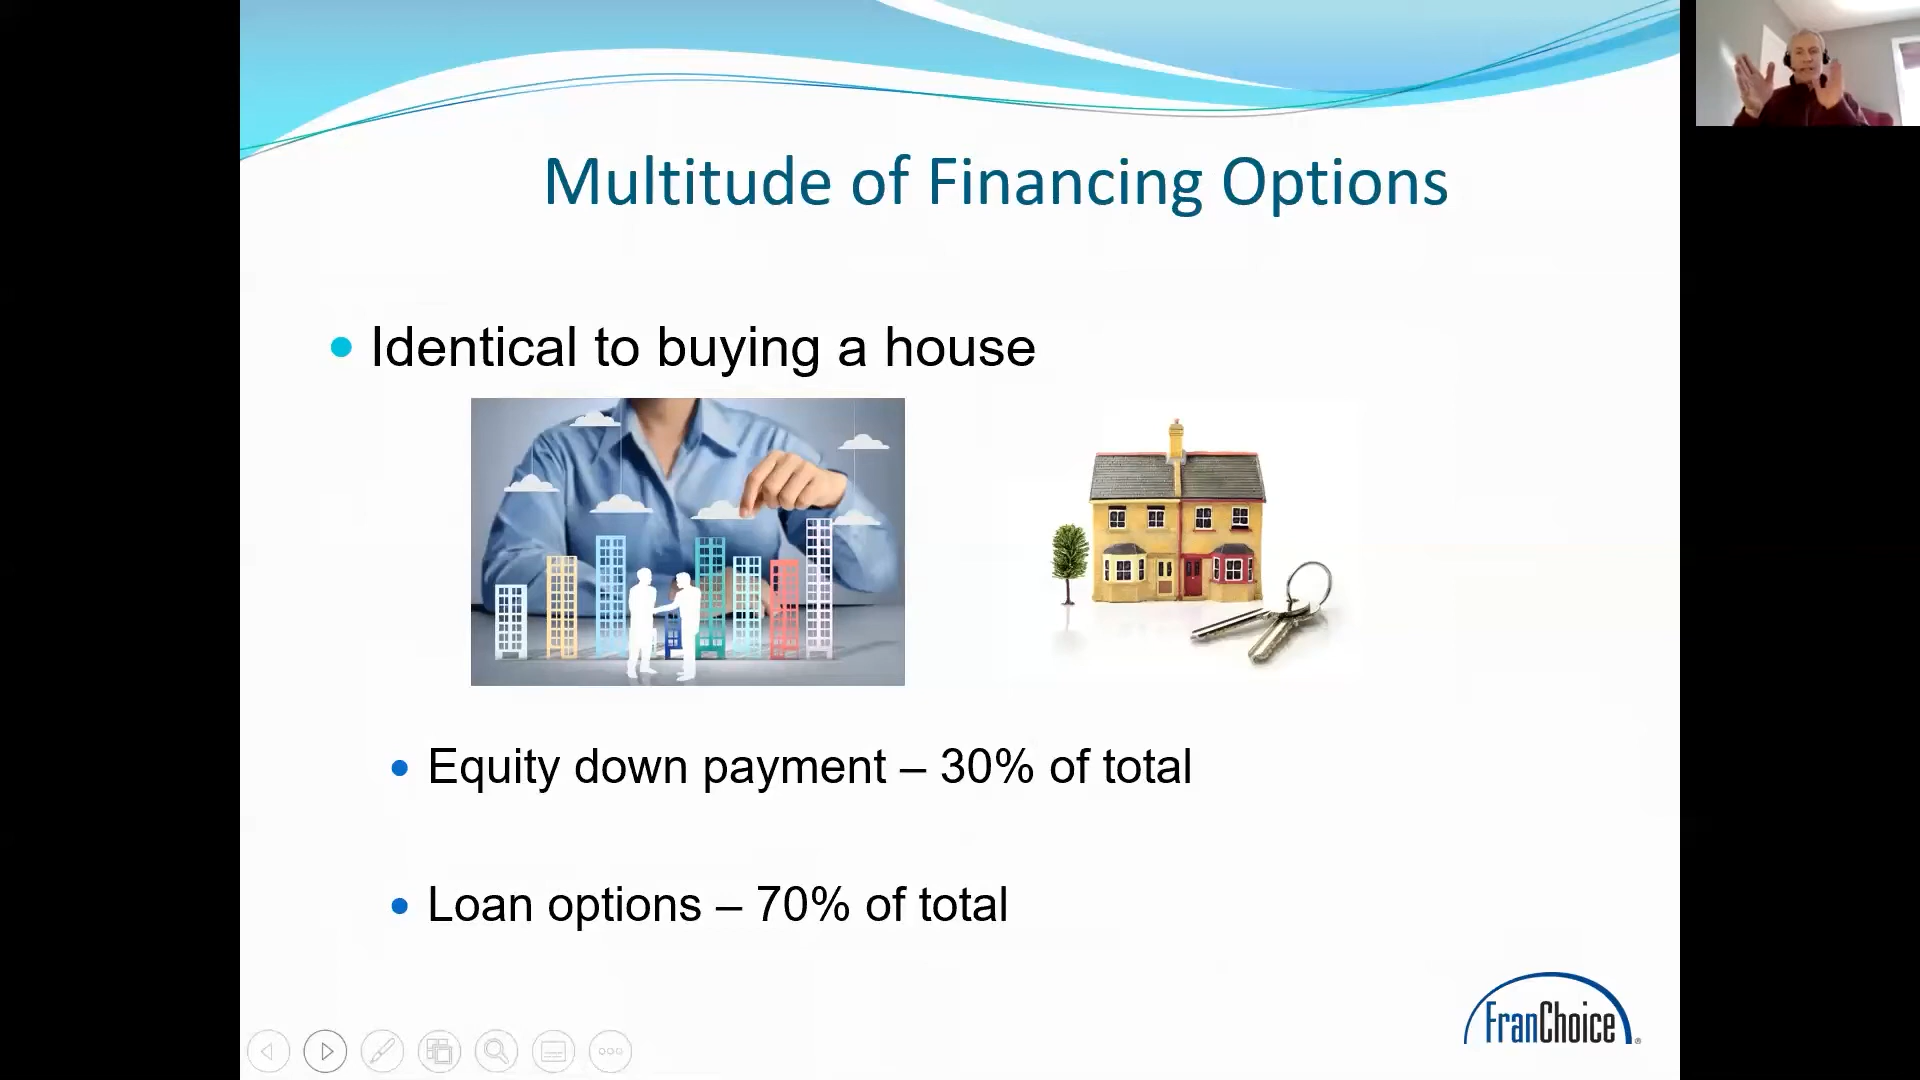 Multitude of Financing Options
Identical to buying a house
Equity down payment – 30% of total
Loan options – 70% of total
FranChoice®